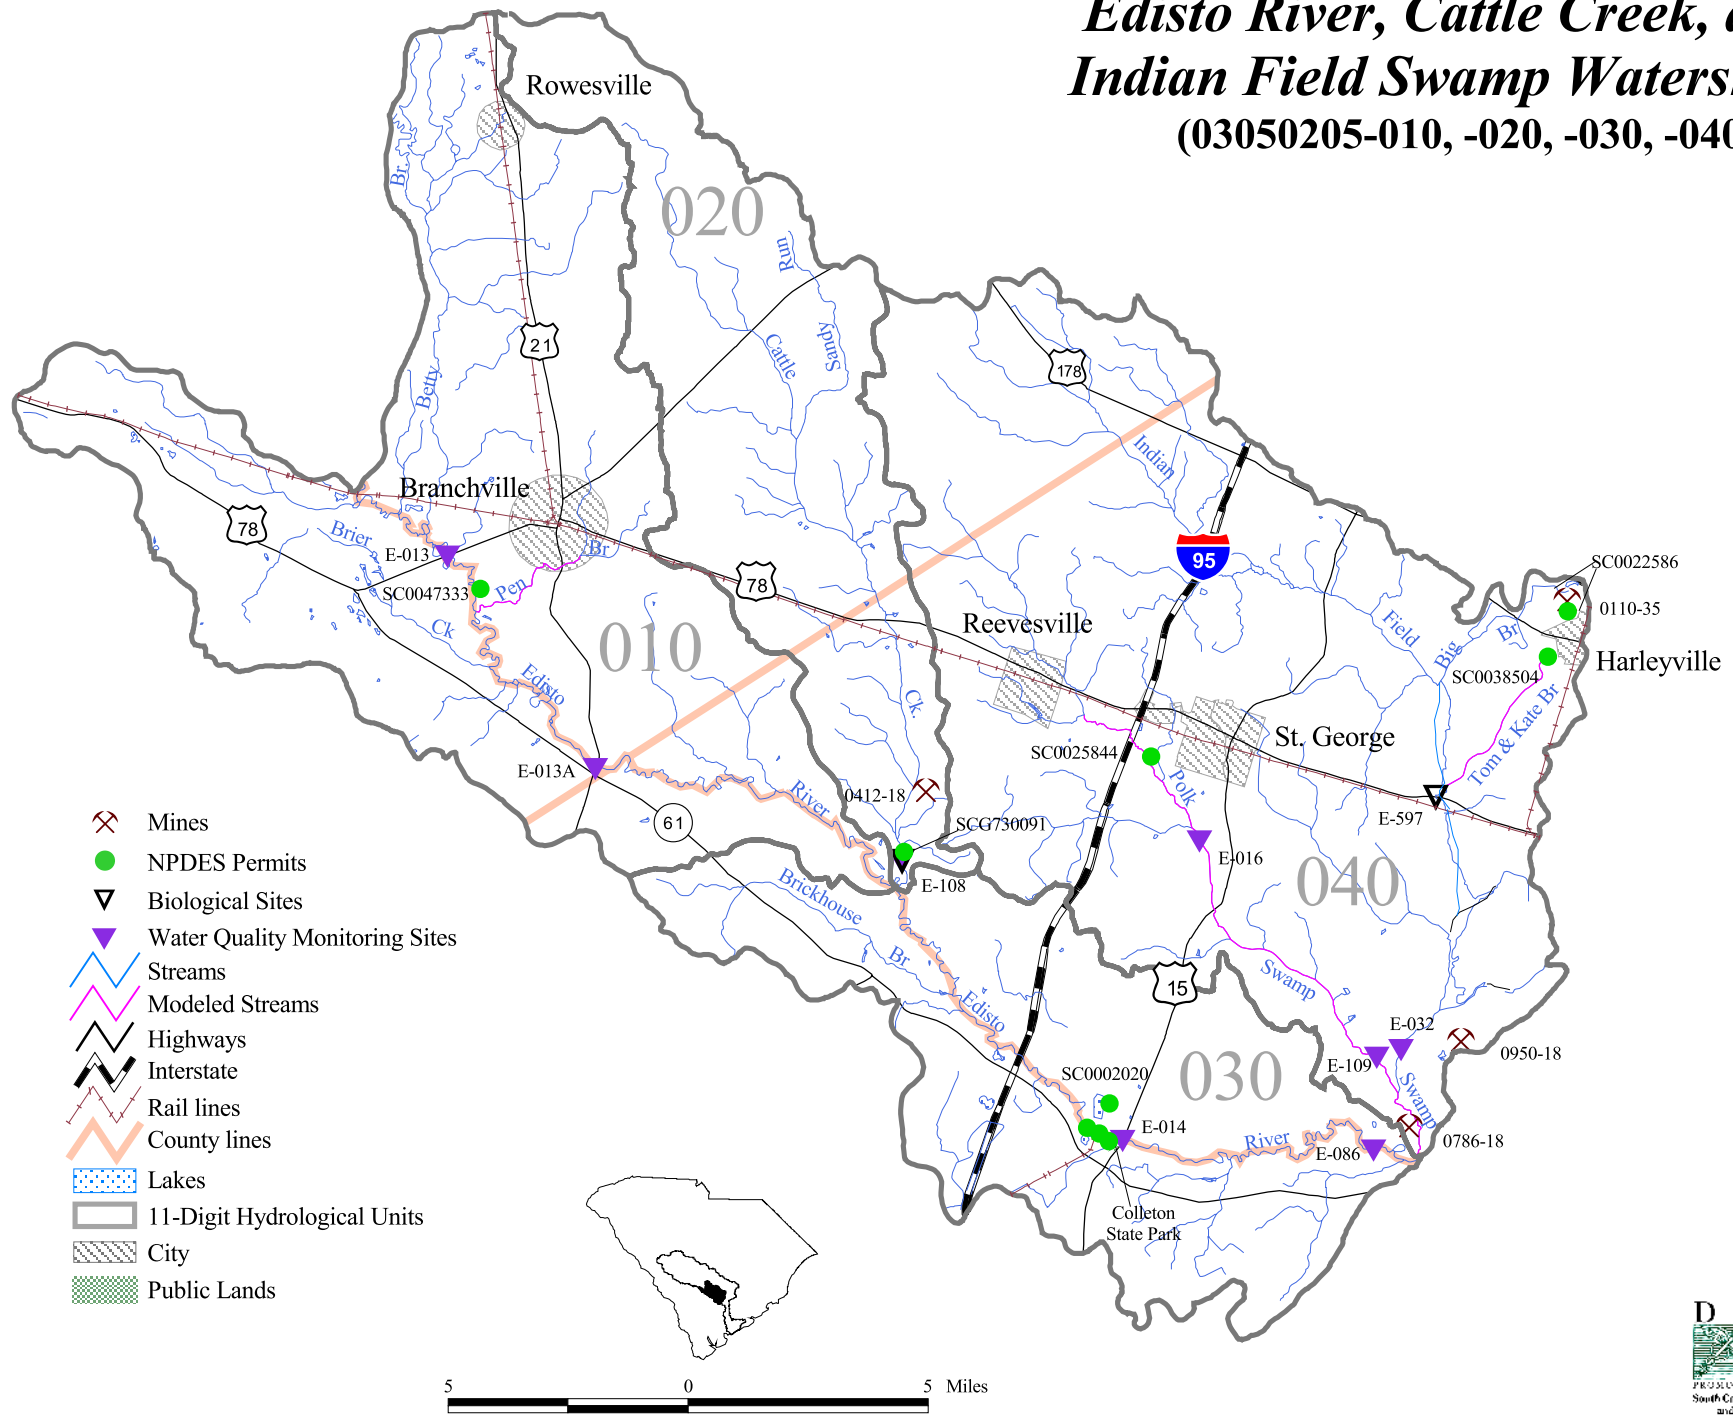 Edisto River, Cattle Creek,
Indian Field Swamp
(03050205-010, -020, -030, -040
Rowesville
020
Br.
Run
Sandy
Cattle
21
178
Betty
Indian
Branchville
78
Brier
E-013
Br
SC0047333
Pen
78
95
SC0022586
0110-35
Reevesville
Field
Big
Br
Ck
010
Harleyville
SC0038504
Edisto
Ck.
Tom & Kate Br
St. George
SC0025844
E-013A
Polk
River
0412-18
61
SCG730091
E-597
E-016
E-108
040
Brickhouse
Br
Swamp
15
Edisto
E-032
E-109
0950-18
030
SC0002020
Swamp
E-014
River
0786-18
E-086
Colleton
State Park
Mines
NPDES Permits
Biological Sites
Water Quality Monitoring Sites
Streams
Modeled Streams
Highways
Interstate
Rail lines
County lines
Lakes
11-Digit Hydrological Units
City
Public Lands
5 0 5 Miles
D
South